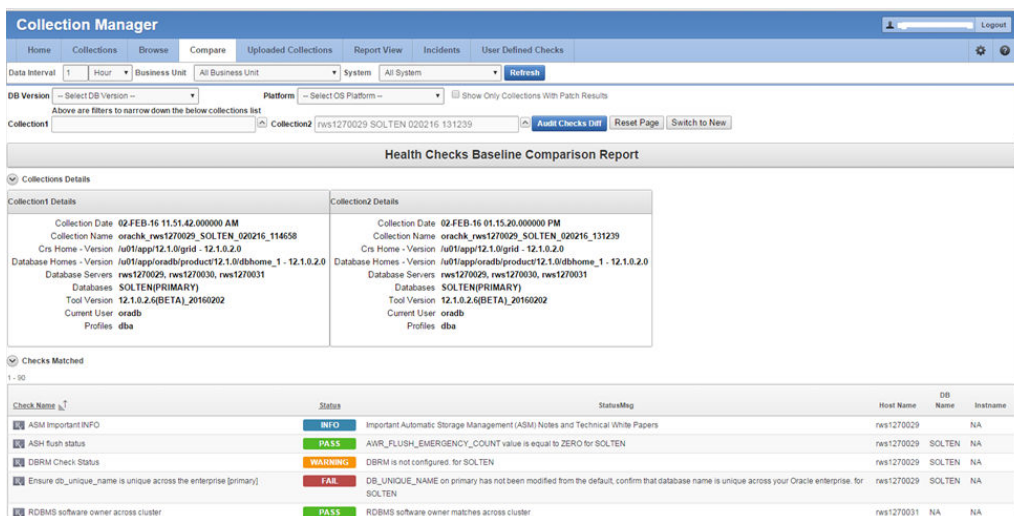 Collection Manager
Logout
Home Collections Browse Compare Uploaded Collections Report View Incidents User Defined Checks
Data Interval 1 Hour Business Unit All Business Unit System All System Refresh
DB Version -- Select DB Version -- Platform -- Select OS Platform -- Show Only Collections With Patch Results
Above are filters to narrow down the below collections list
Collection1 Collection2 rws1270029 SOLTEN 020216 131239 Audit Checks Diff Reset Page Switch to New
Health Checks Baseline Comparison Report
Collections Details
Collection1 Details Collection2 Details
Collection Date 02-FEB-16 11.51.42.000000 AM Collection Date 02-FEB-16 01.15.20.000000 PM
Collection Name orachk_rws1270029_SOLTEN_020216_114658 Collection Name orachk_rws1270029_SOLTEN_020216_131239
Crs Home - Version /u01/app/12.1.0/grid - 12.1.0.2.0 Crs Home - Version /u01/app/12.1.0/grid - 12.1.0.2.0
Database Homes - Version /u01/app/oradb/product/12.1.0/dbhome_1 - 12.1.0.2.0 Database Homes - Version /u01/app/oradb/product/12.1.0/dbhome_1 - 12.1.0.2.0
Database Servers rws1270029, rws1270030, rws1270031 Database Servers rws1270029, rws1270030, rws1270031
Databases SOLTEN(PRIMARY) Databases SOLTEN(PRIMARY)
Tool Version 12.1.0.2.6(BETA)_20160202 Tool Version 12.1.0.2.6(BETA)_20160202
Current User oradb Current User oradb
Profiles dba Profiles dba
Checks Matched
1 - 90
Check Name Status StatusMsg Host Name DB Name Instname
ASM Important INFO INFO Important Automatic Storage Management (ASM) Notes and Technical White Papers rws1270029 NA
ASH flush status PASS AWR_FLUSH_EMERGENCY_COUNT value is equal to ZERO for SOLTEN rws1270029 SOLTEN NA
DBRM Check Status WARNING DBRM is not configured. for SOLTEN rws1270029 SOLTEN NA
Ensure db_unique_name is unique across the enterprise [primary] FAIL DB_UNIQUE_NAME on primary has not been modified from the default, confirm that database name is unique across your Oracle enterprise. for rws1270029 SOLTEN NA
SOLTEN
RDBMS software owner across cluster PASS RDBMS software owner matches across cluster rws1270031 NA NA